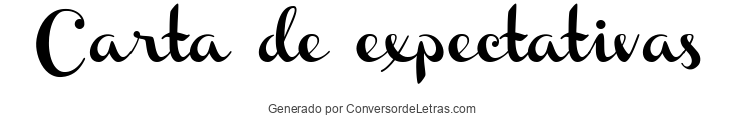 Carta de expectativas
Generado por ConversordeLetras.com